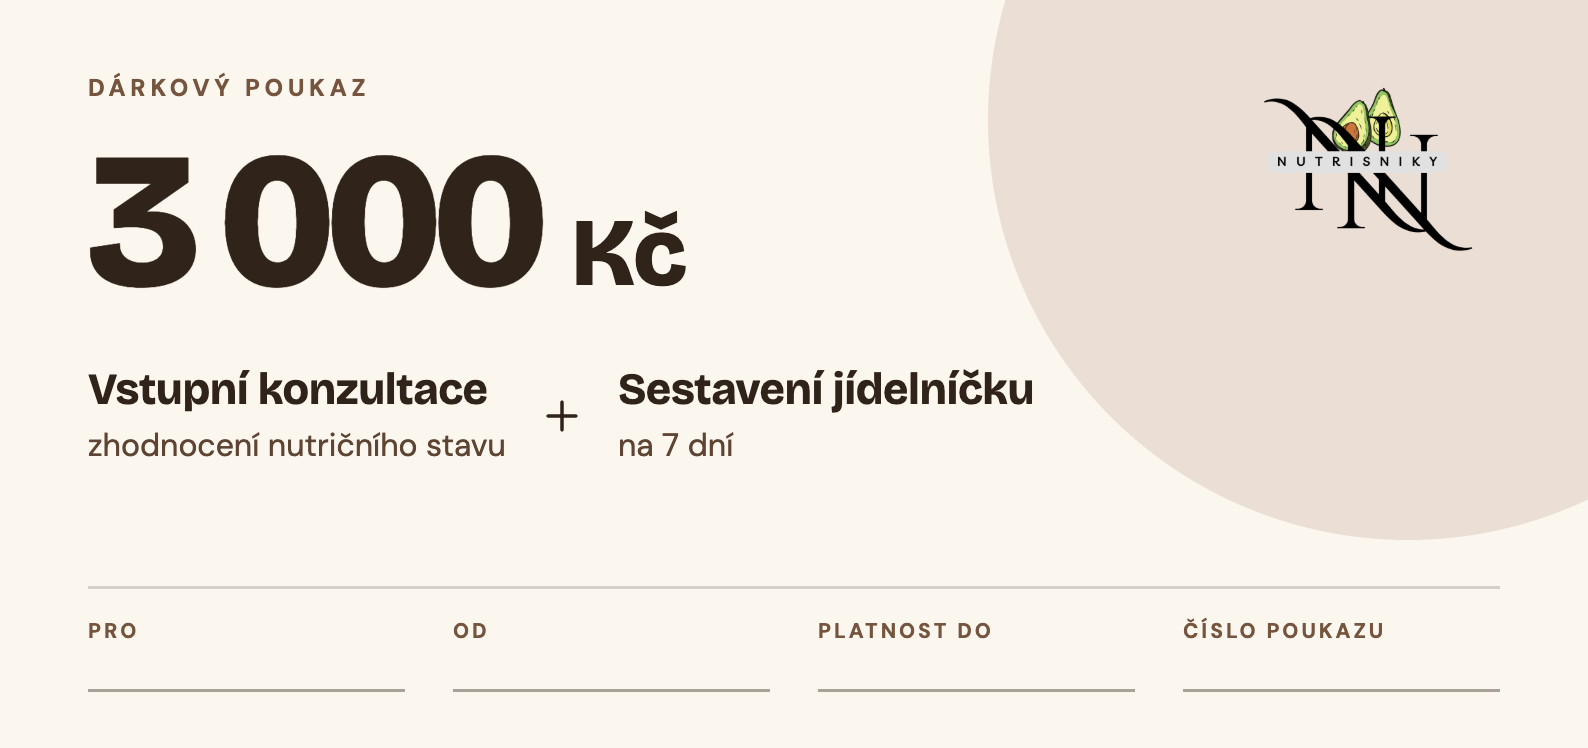 DÁRKOVÝ POUKAZ
NUTRISNIKY
3 000 Kč
Vstupní konzultace + Sestavení jídelníčku
zhodnocení nutričního stavu
na 7 dní
PRO
OD
PLATNOST DO
ČÍSLO POUKAZU